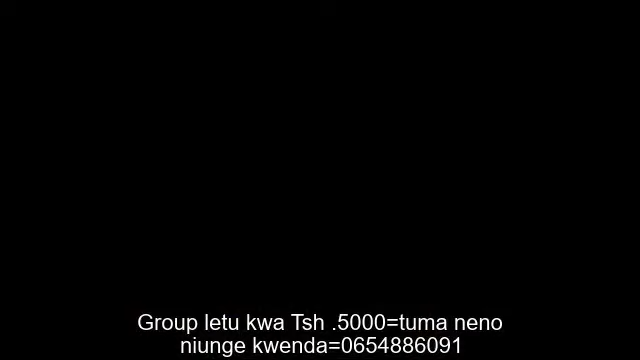 Group letu kwa Tsh .5000=tuma neno
niunge kwenda=0654886091